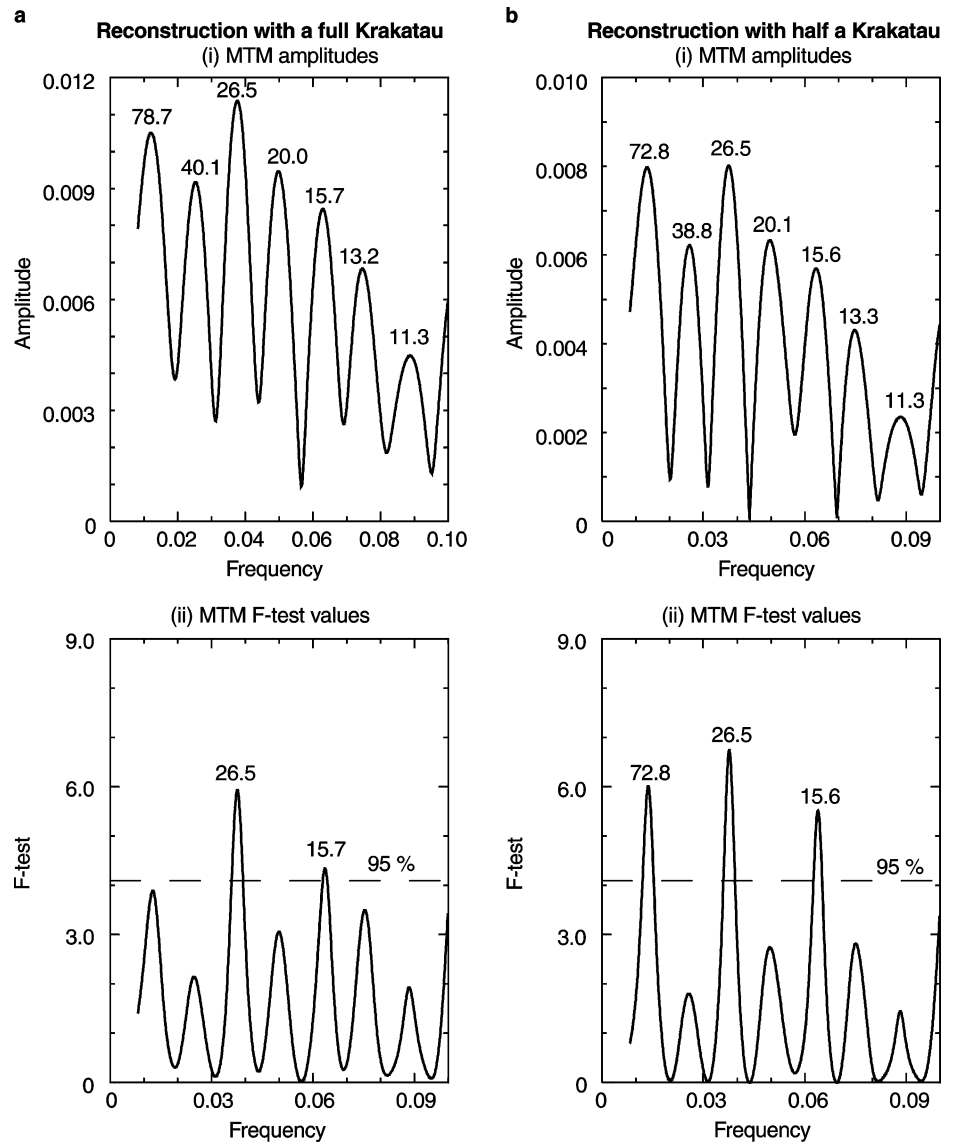 a
Reconstruction with a full Krakatau
(i) MTM amplitudes
0.012
0.009
0.006
0.003
0
Amplitude
78.7
40.1
26.5
20.0
15.7
13.2
11.3
0 0.02 0.04 0.06 0.08 0.10
Frequency
(ii) MTM F-test values
9.0
6.0
3.0
0
F-test
26.5
15.7
95 %
0 0.03 0.06 0.09
Frequency
b
Reconstruction with half a Krakatau
(i) MTM amplitudes
0.010
0.008
0.006
0.004
0.002
0
Amplitude
72.8
38.8
26.5
20.1
15.6
13.3
11.3
0 0.03 0.06 0.09
Frequency
(ii) MTM F-test values
9.0
6.0
3.0
0
F-test
72.8
26.5
15.6
95 %
0 0.03 0.06 0.09
Frequency